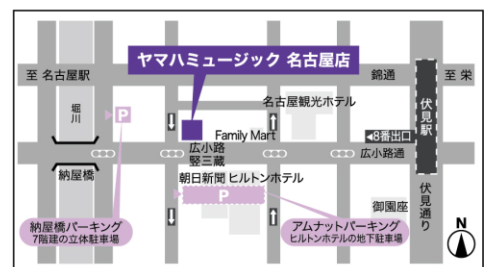 ヤマハミュージック 名古屋店
至 名古屋駅
錦通
至 栄
堀川
P
名古屋観光ホテル
伏見駅
Family Mart
◀8番出口
広小路
竪三蔵
広小路通
納屋橋
朝日新聞 ヒルトンホテル
P
伏見通り
御園座
納屋橋パーキング
7階建の立体駐車場
アムナットパーキング
ヒルトンホテルの地下駐車場
N